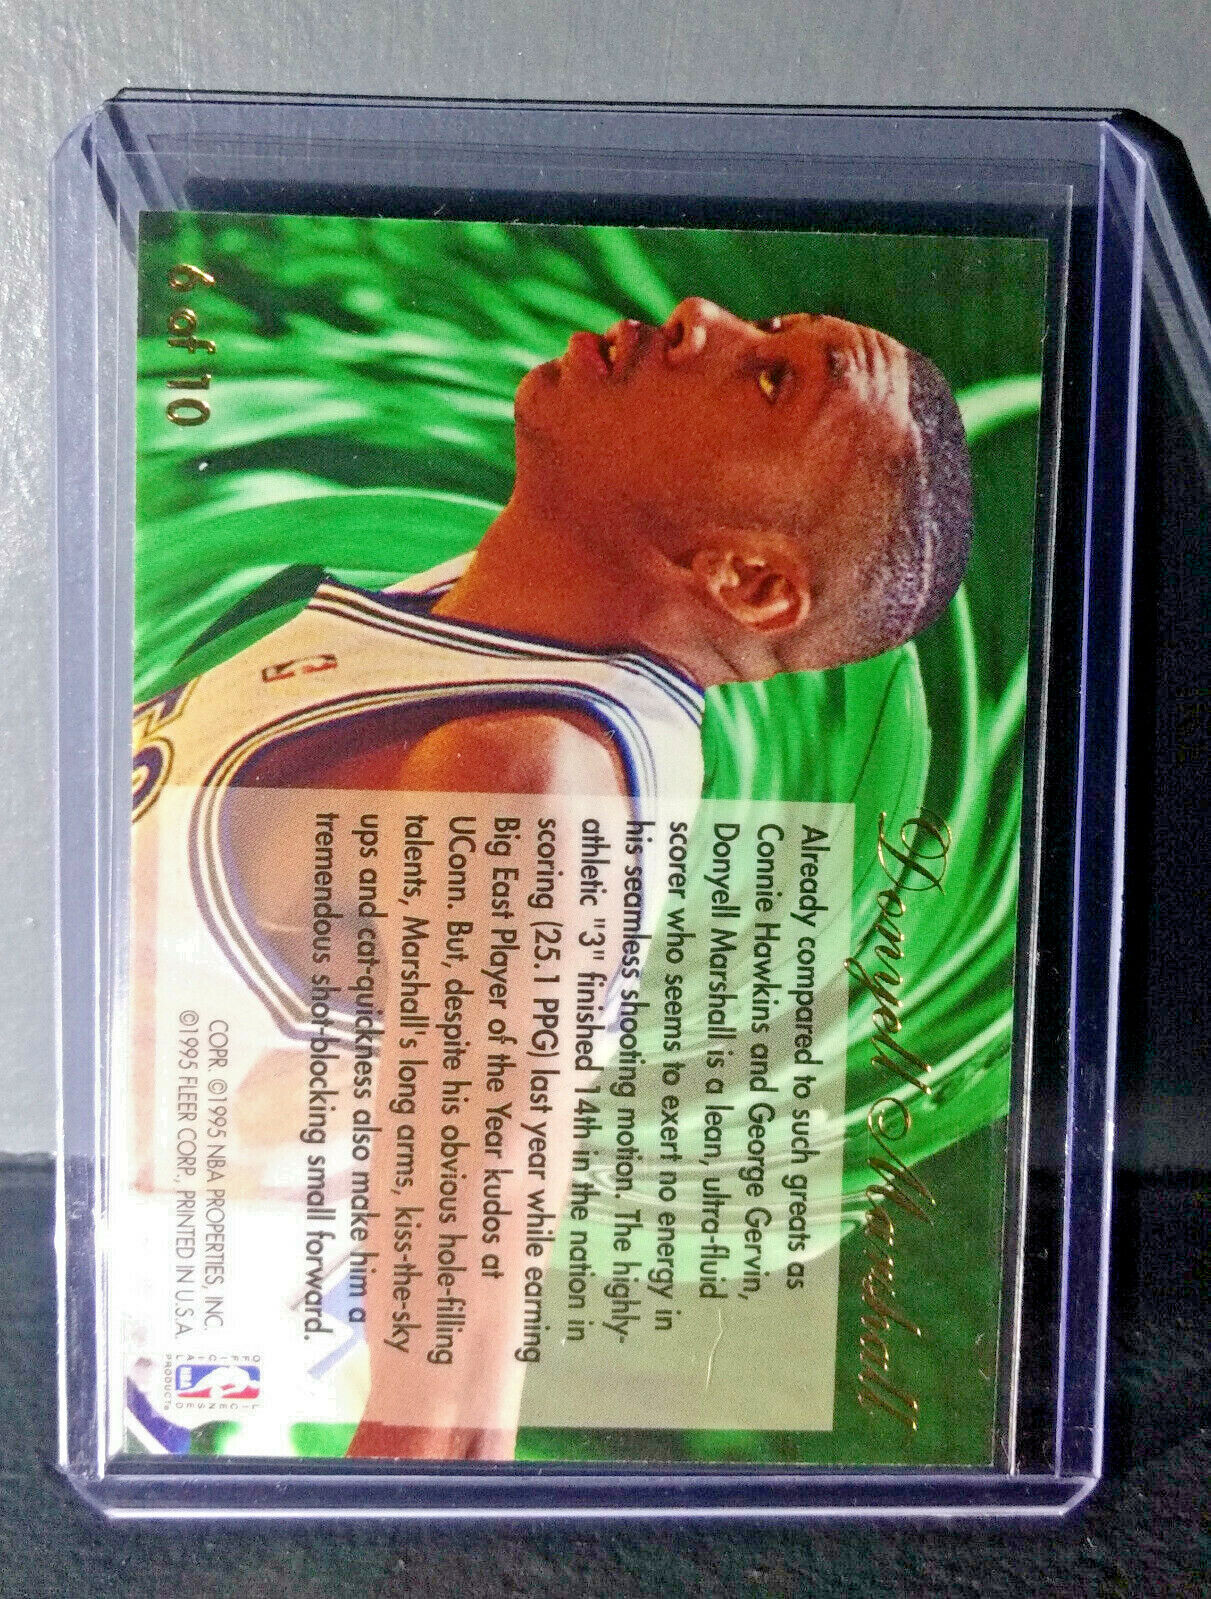 Donyell Marshall
Already compared to such greats as
Connie Hawkins and George Gervin,
Donyell Marshall is a lean, ultra-fluid
scorer who seems to exert no energy in
his seamless shooting motion. The highly-
athletic "3" finished 14th in the nation in
scoring (25.1 PPG) last year while earning
Big East Player of the Year kudos at
UConn. But, despite his obvious hole-filling
talents, Marshall's long arms, kiss-the-sky
ups and cat-quickness also make him a
tremendous shot-blocking small forward.
COPR. ©1995 NBA PROPERTIES, INC.
©1995 FLEER CORP., PRINTED IN U.S.A.
OFFICIAL
LICENSED
NBA
PRODUCTS
6 of 10